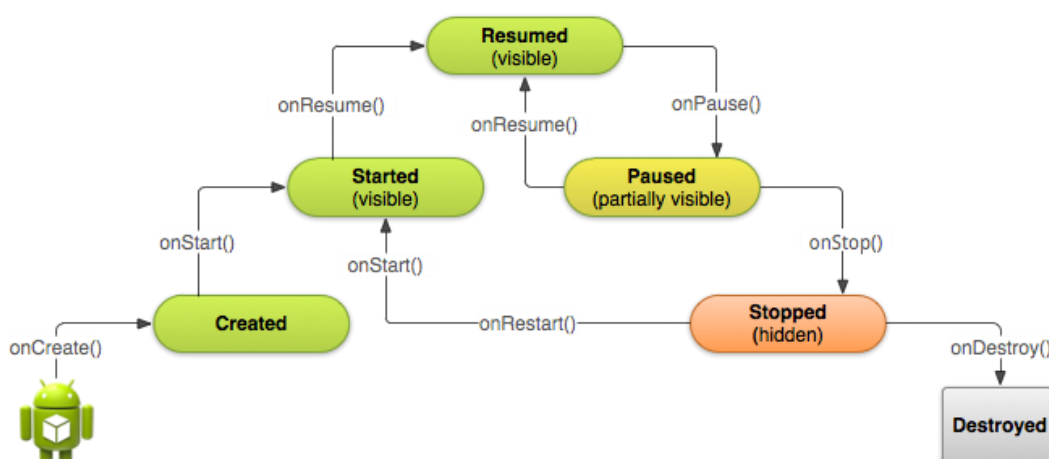 Resumed
(visible)
onResume()
onResume()
onPause()
Started
(visible)
Paused
(partially visible)
onStart()
onStart()
onStop()
Created
onRestart()
Stopped
(hidden)
onCreate()
onDestroy()
Destroyed